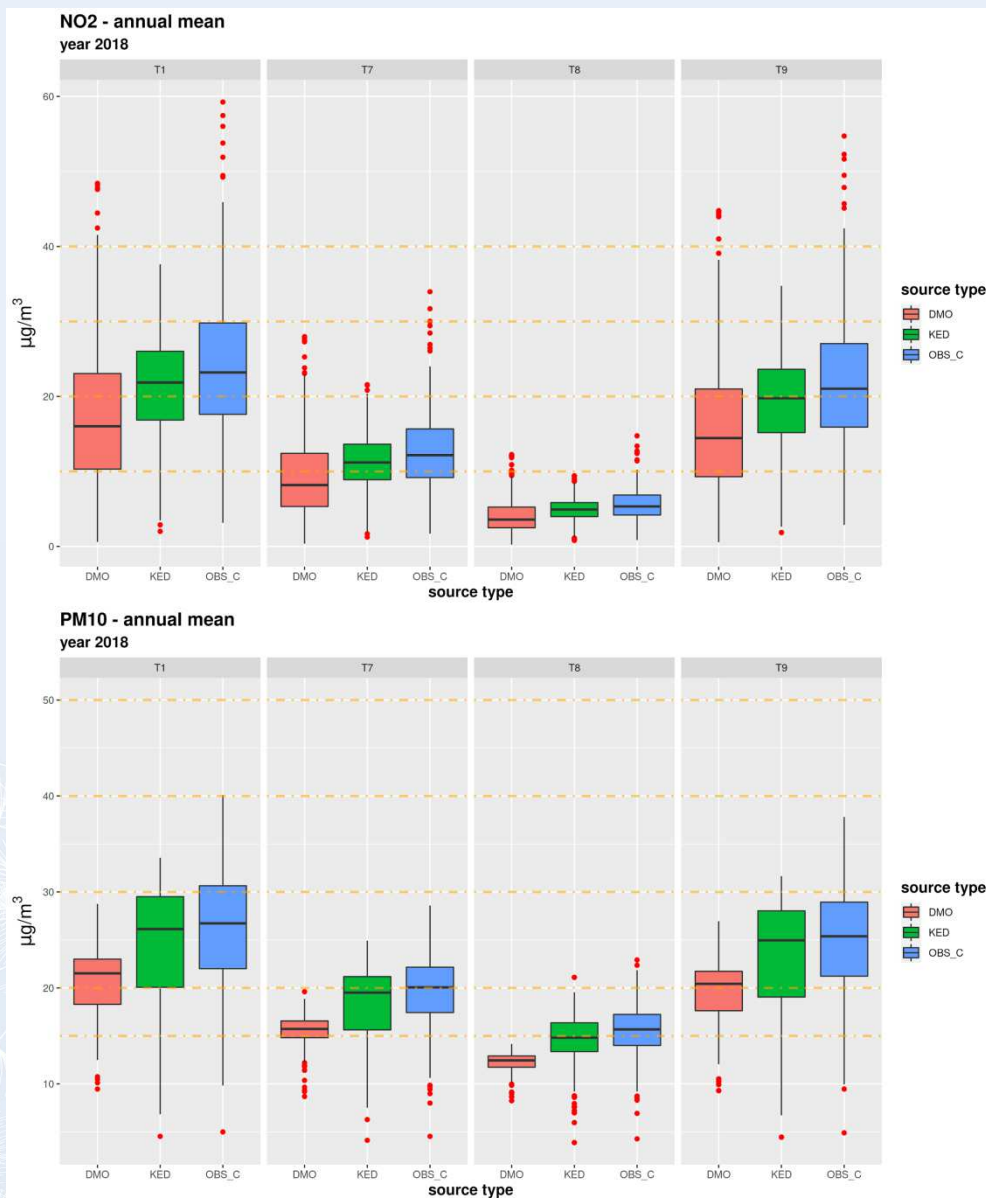 NO2 - annual mean
year 2018
T1 T7 T8 T9
60
40
20
0
µg/m³
DMO KED OBS_C DMO KED OBS_C DMO KED OBS_C DMO KED OBS_C
source type
source type
DMO
KED
OBS_C
PM10 - annual mean
year 2018
T1 T7 T8 T9
50
40
30
20
10
µg/m³
DMO KED OBS_C DMO KED OBS_C DMO KED OBS_C DMO KED OBS_C
source type
source type
DMO
KED
OBS_C